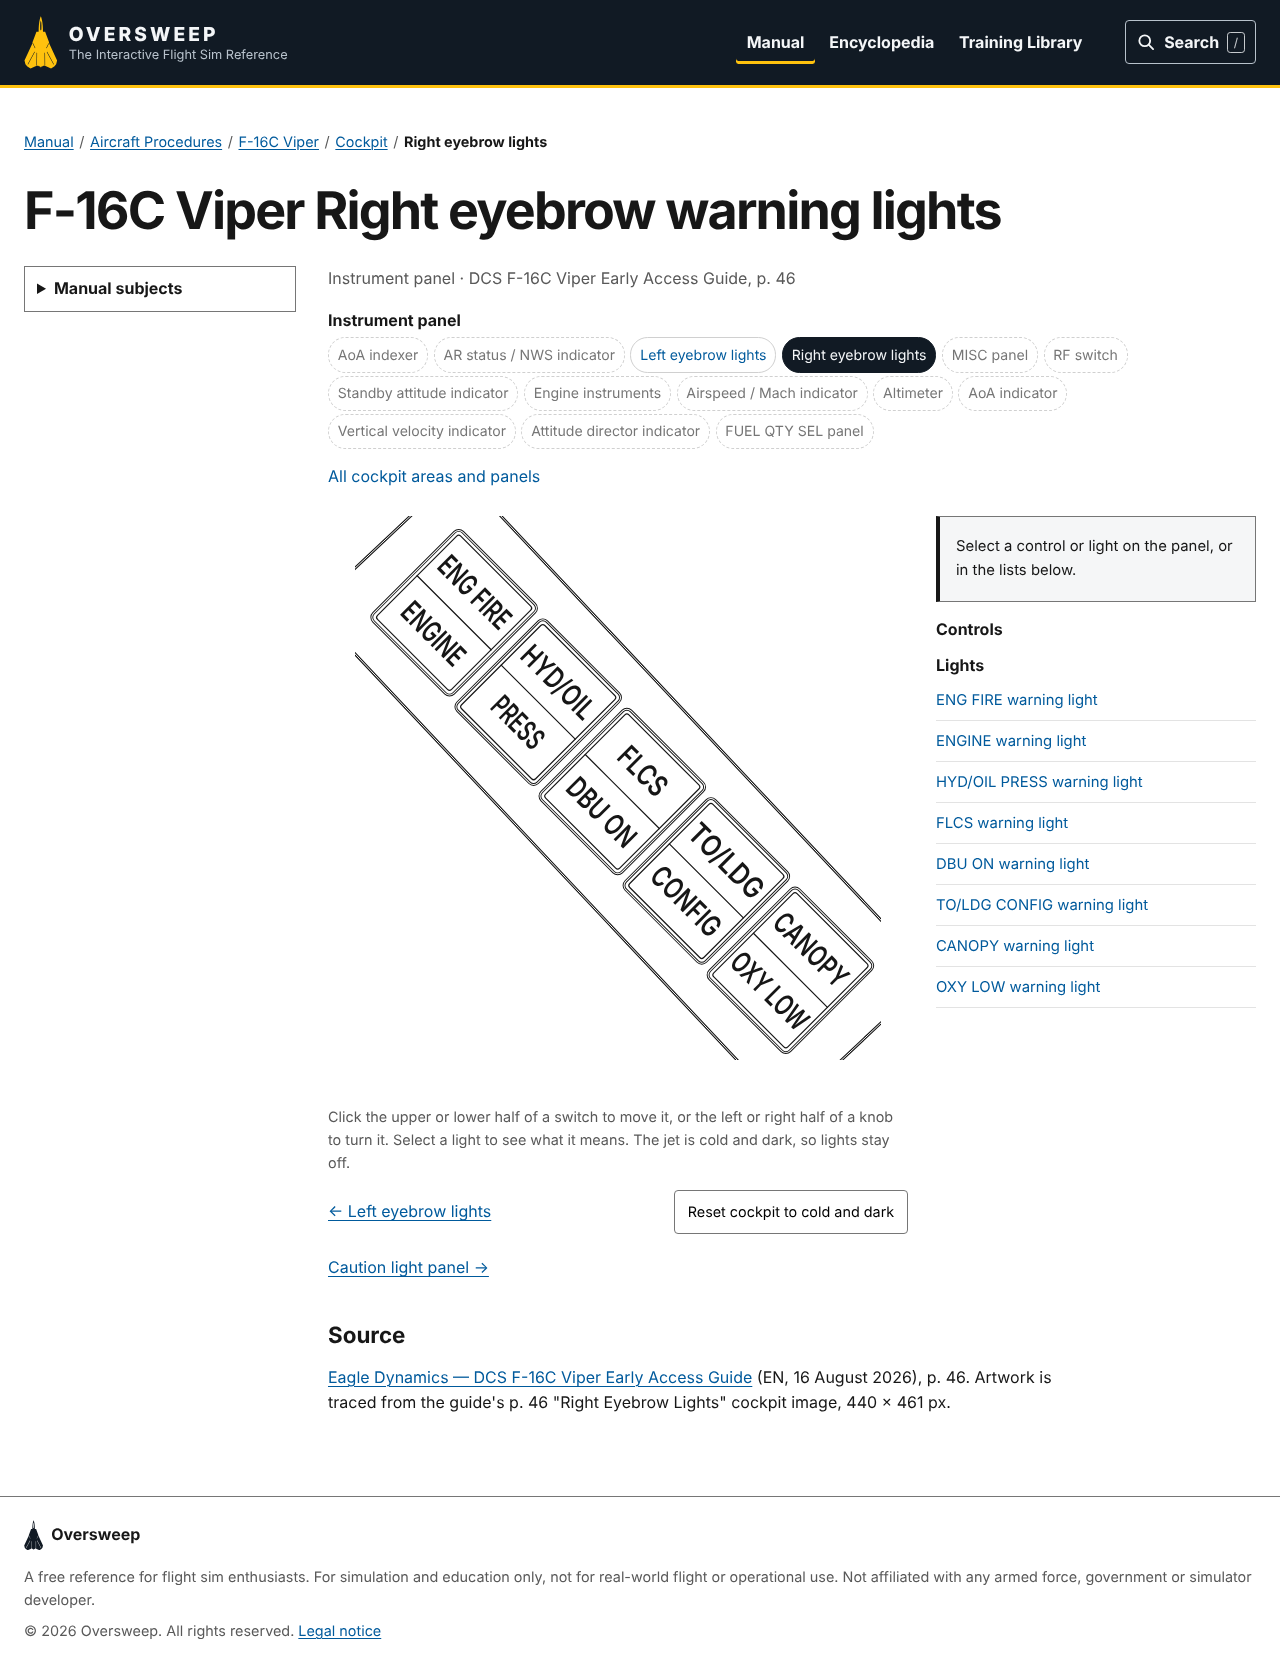 OVERSWEEP
The Interactive Flight Sim Reference
Manual
Encyclopedia
Training Library
Search /
Manual / Aircraft Procedures / F-16C Viper / Cockpit / Right eyebrow lights
F-16C Viper Right eyebrow warning lights
Manual subjects
Instrument panel · DCS F-16C Viper Early Access Guide, p. 46
Instrument panel
AoA indexer
AR status / NWS indicator
Left eyebrow lights
Right eyebrow lights
MISC panel
RF switch
Standby attitude indicator
Engine instruments
Airspeed / Mach indicator
Altimeter
AoA indicator
Vertical velocity indicator
Attitude director indicator
FUEL QTY SEL panel
All cockpit areas and panels
ENG FIRE
ENGINE
HYD/OIL
PRESS
FLCS
DBU ON
TO/LDG
CONFIG
CANOPY
OXY LOW
Select a control or light on the panel, or
in the lists below.
Controls
Lights
ENG FIRE warning light
ENGINE warning light
HYD/OIL PRESS warning light
FLCS warning light
DBU ON warning light
TO/LDG CONFIG warning light
CANOPY warning light
OXY LOW warning light
Click the upper or lower half of a switch to move it, or the left or right half of a knob
to turn it. Select a light to see what it means. The jet is cold and dark, so lights stay
off.
← Left eyebrow lights
Reset cockpit to cold and dark
Caution light panel →
Source
Eagle Dynamics — DCS F-16C Viper Early Access Guide (EN, 16 August 2026), p. 46. Artwork is
traced from the guide's p. 46 "Right Eyebrow Lights" cockpit image, 440 × 461 px.
Oversweep
A free reference for flight sim enthusiasts. For simulation and education only, not for real-world flight or operational use. Not affiliated with any armed force, government or simulator
developer.
© 2026 Oversweep. All rights reserved. Legal notice